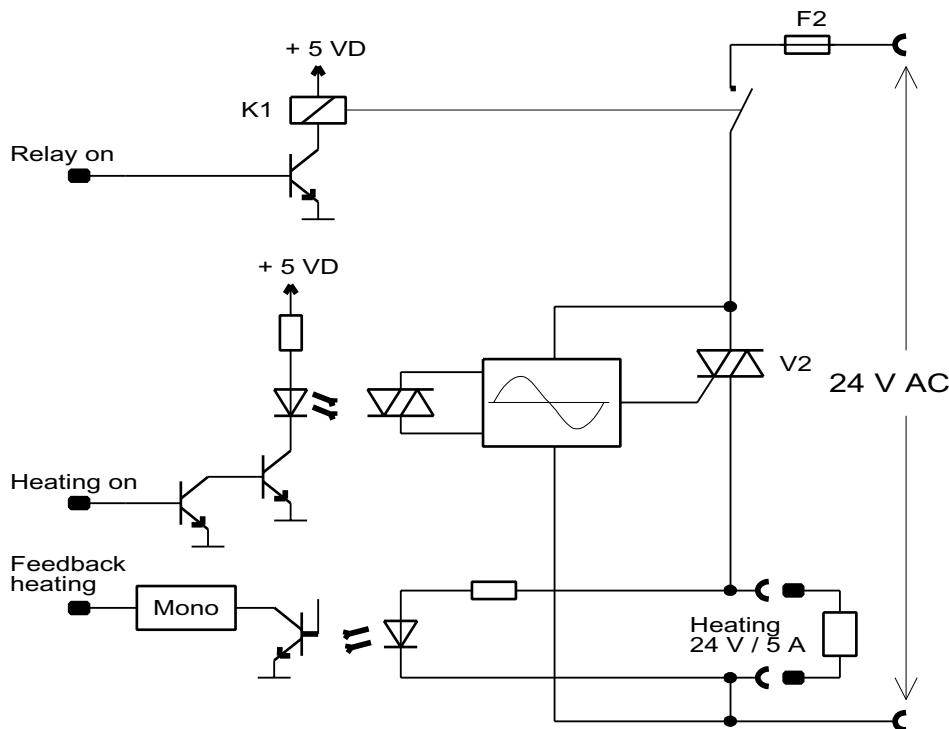 F2
+ 5 VD
K1
Relay on
+ 5 VD
V2
24 V AC
Heating on
Feedback
heating
Mono
Heating
24 V / 5 A